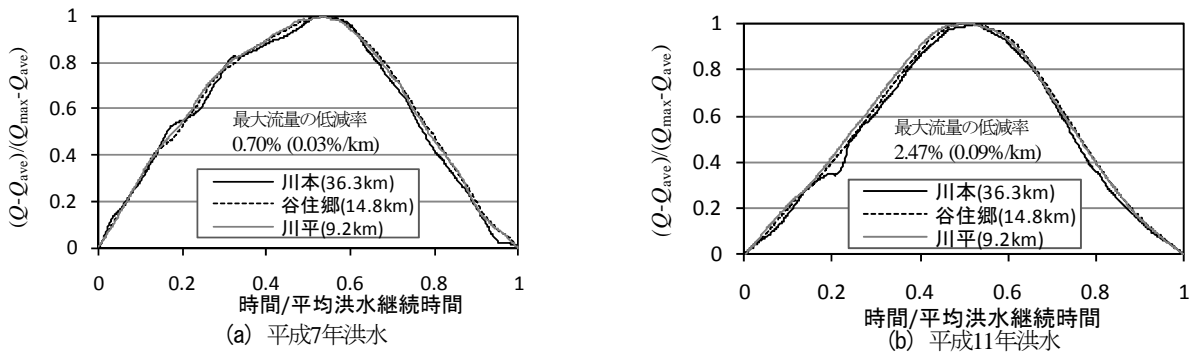 (Q-Qave)/(Qmax-Qave)
1
0.8
0.6
0.4
0.2
0
最大流量の低減率
0.70% (0.03%/km)
川本(36.3km)
谷住郷(14.8km)
川平(9.2km)
0 0.2 0.4 0.6 0.8 1
時間/平均洪水継続時間
(a) 平成7年洪水
(Q-Qave)/(Qmax-Qave)
1
0.8
0.6
0.4
0.2
0
最大流量の低減率
2.47% (0.09%/km)
川本(36.3km)
谷住郷(14.8km)
川平(9.2km)
0 0.2 0.4 0.6 0.8 1
時間/平均洪水継続時間
(b) 平成11年洪水